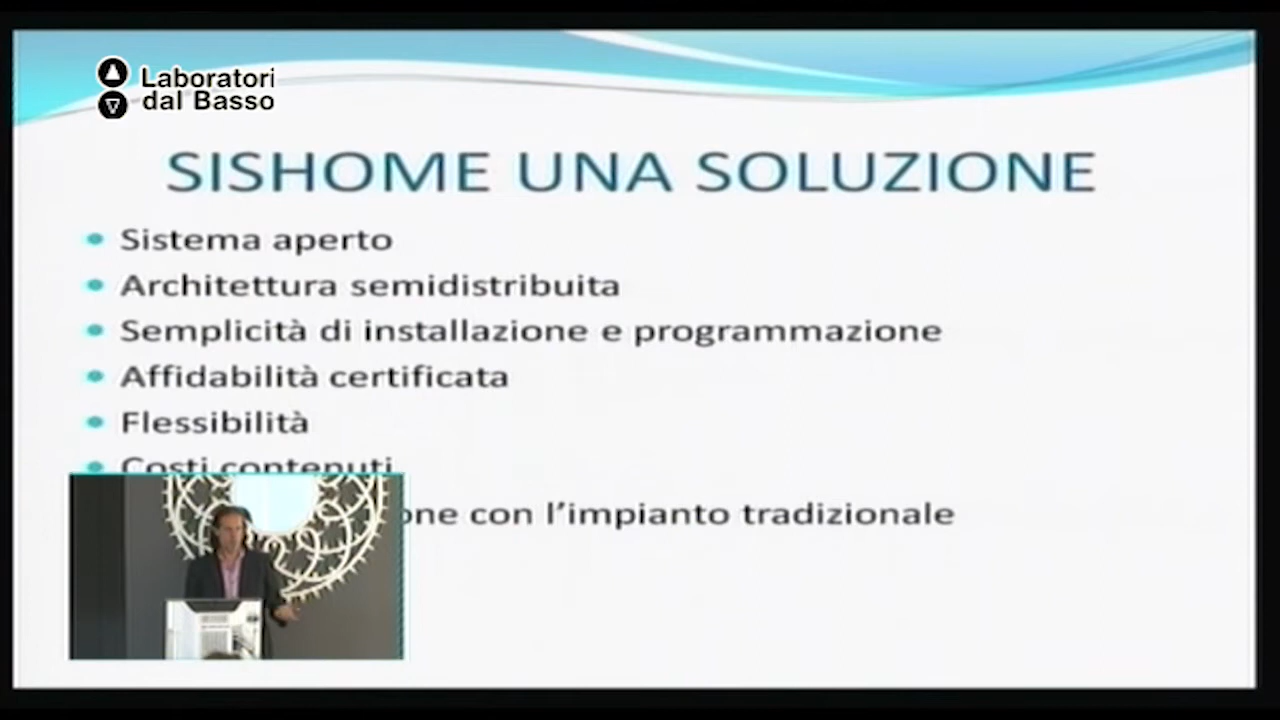 Laboratori
dal Basso
SISHOME UNA SOLUZIONE
Sistema aperto
Architettura semidistribuita
Semplicità di installazione e programmazione
Affidabilità certificata
Flessibilità
Costi contenuti
con l'impianto tradizionale